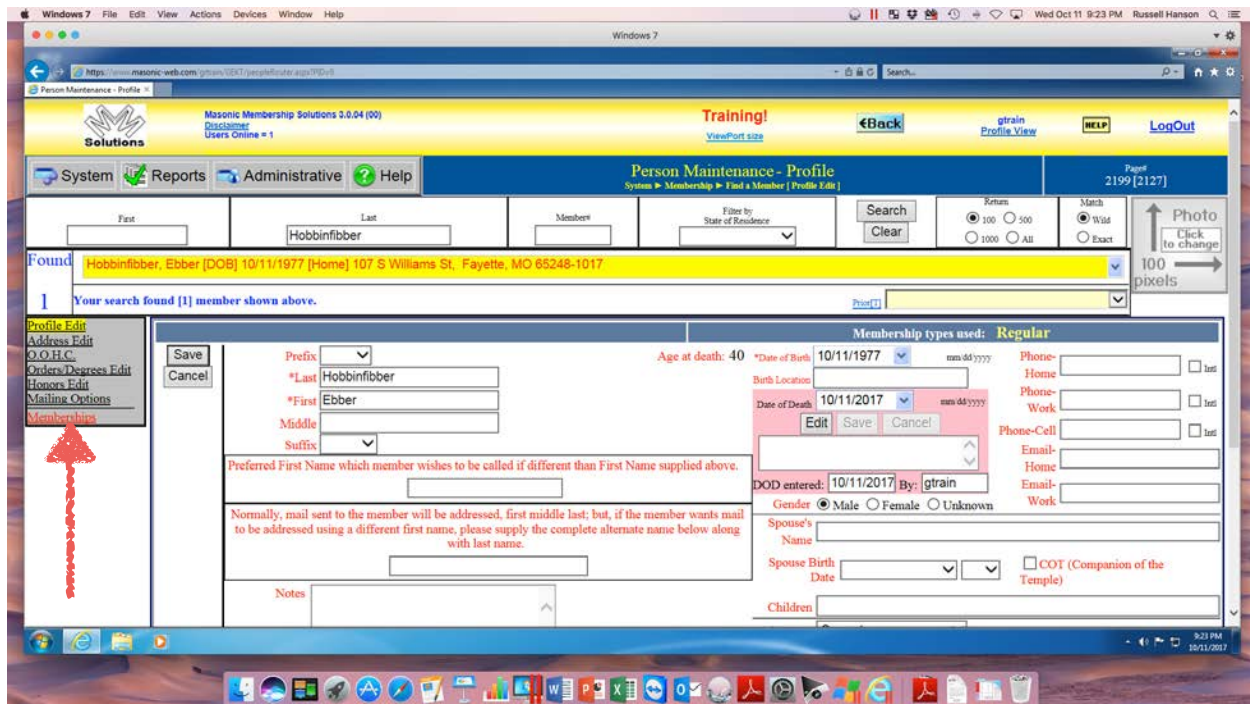 Windows 7 File Edit View Actions Devices Window Help Wed Oct 11 9:23 PM Russell Hanson
Windows 7
Search...
Person Maintenance - Profile
Solutions
Masonic Membership Solutions 3.0.04 (00)
Disclaimer
Users Online = 1
Training!
ViewPort size
€Back
gtrain
Profile View
HELP
LogOut
System Reports Administrative Help
Person Maintenance - Profile
System ► Membership ► Find a Member [ Profile Edit ]
Page#
2199 [2127]
First
Last
Hobbinfibber
Member#
Filter by
State of Residence
Search
Clear
Return
100 500
1000 All
Match
Wild
Exact
Photo
Click
to change
100
pixels
Found
1
Hobbinfibber, Ebber [DOB] 10/11/1977 [Home] 107 S Williams St, Fayette, MO 65248-1017
Your search found [1] member shown above.
Prior[1]
Profile Edit
Address Edit
O.O.H.C.
Orders/Degrees Edit
Honors Edit
Mailing Options
Memberships
Membership types used: Regular
Save
Cancel
Prefix
*Last Hobbinfibber
*First Ebber
Middle
Suffix
Preferred First Name which member wishes to be called if different than First Name supplied above.
Normally, mail sent to the member will be addressed, first middle last; but, if the member wants mail
to be addressed using a different first name, please supply the complete alternate name below along
with last name.
Notes
Age at death: 40
*Date of Birth 10/11/1977 mm/dd/yyyy
Birth Location
Date of Death 10/11/2017 mm/dd/yyyy
Edit Save Cancel
DOD entered: 10/11/2017 By: gtrain
Gender Male Female Unknown
Spouse's
Name
Spouse Birth
Date
COT (Companion of the
Temple)
Children
Phone-
Home
Intl
Phone-
Work
Intl
Phone-Cell
Intl
Email-
Home
Email-
Work
9:23 PM
10/11/2017